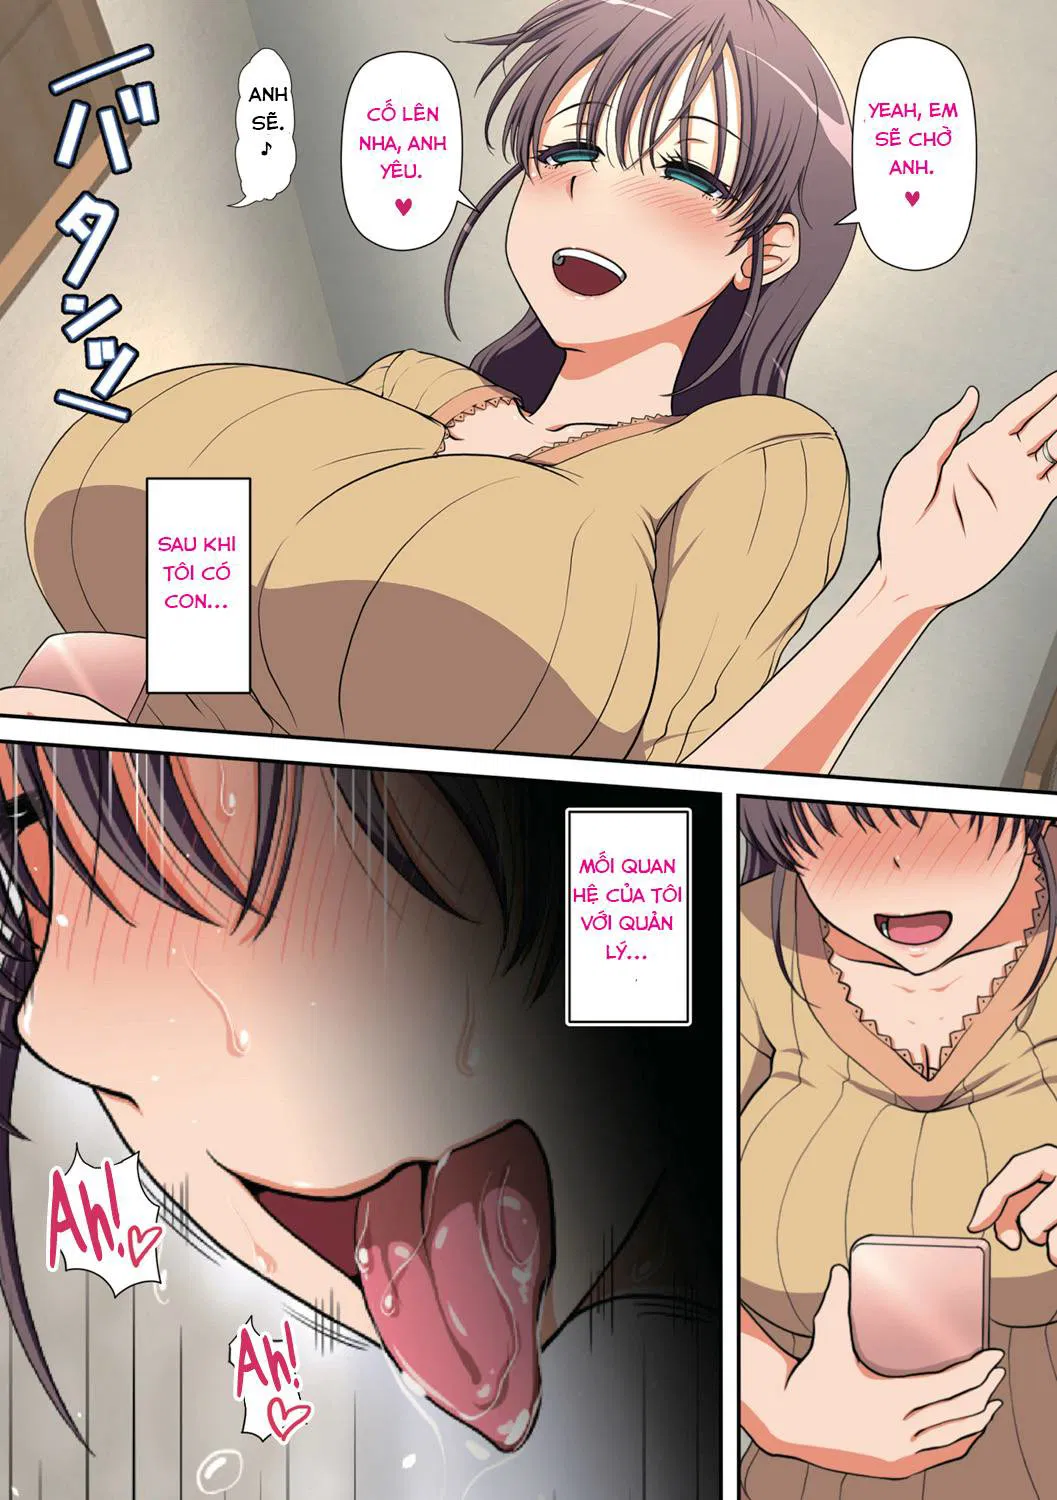 YEAH, EM
SẼ CHỜ
ANH.
CỐ LÊN
NHA, ANH
YÊU.
ANH
SẼ.
バタンッ
SAU KHI
TÔI CÓ
CON...
MỐI QUAN
HỆ CỦA TÔI
VỚI QUẢN
LÝ...
Ah!
Ah!